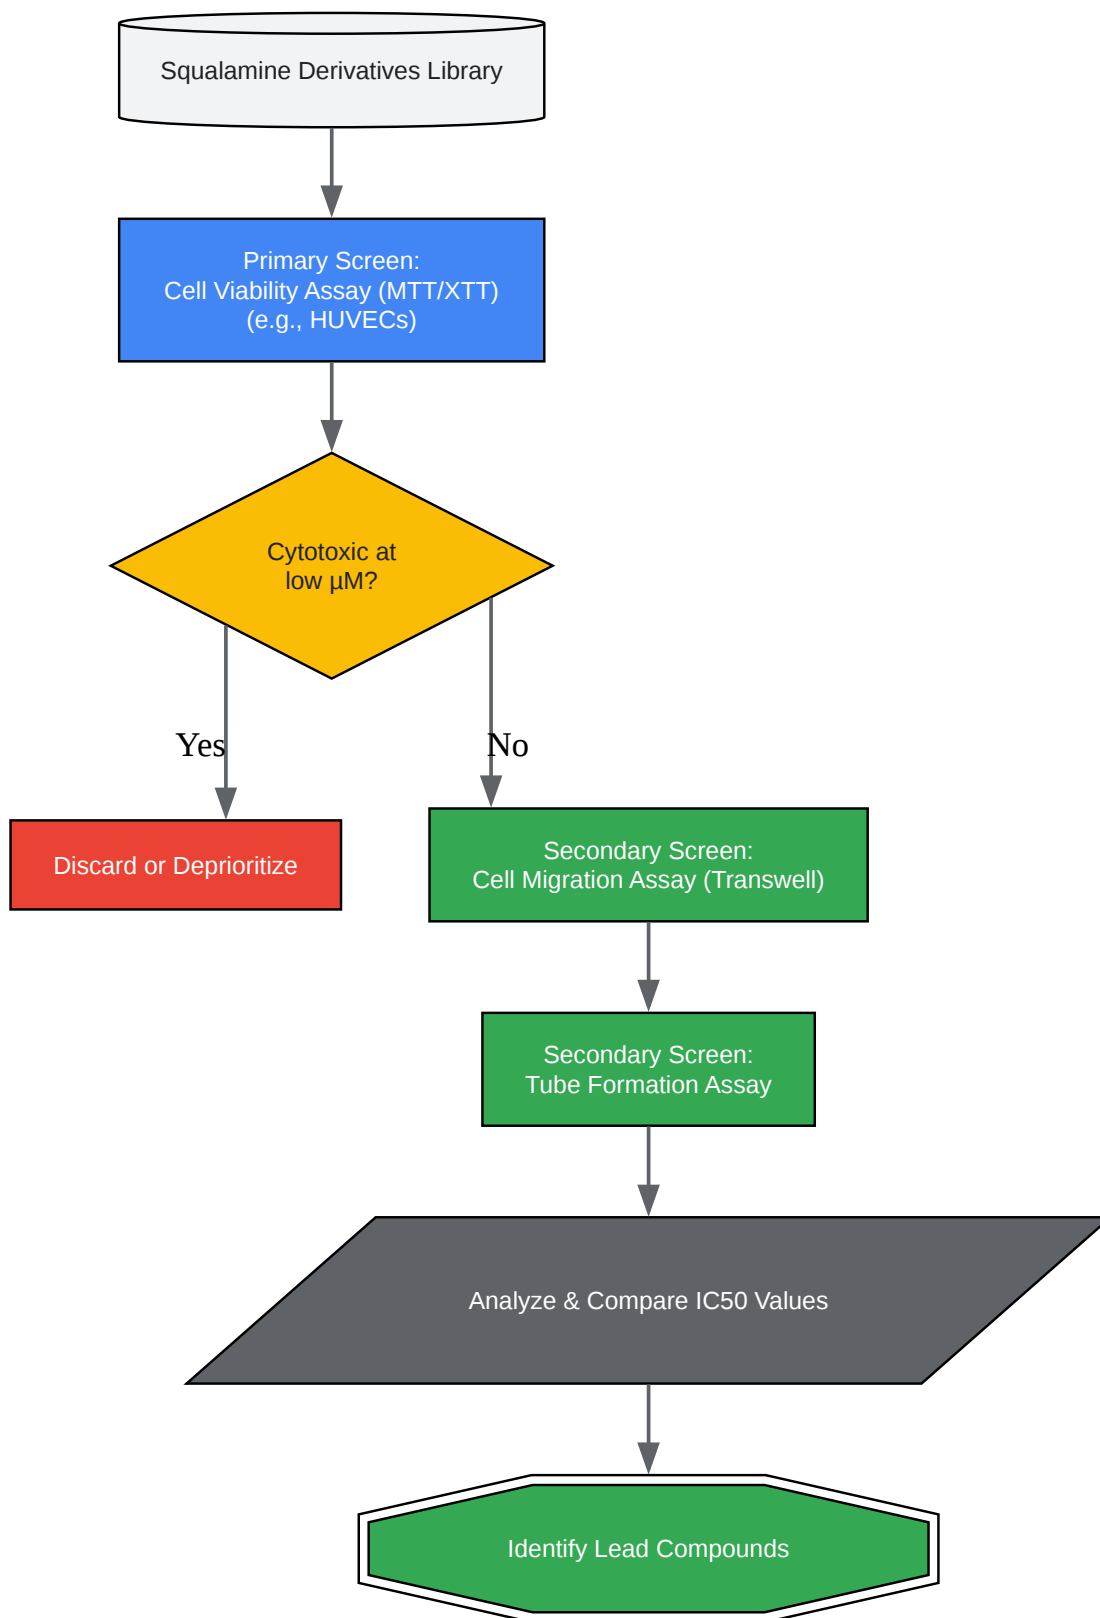 Squalamine Derivatives Library
Primary Screen:
Cell Viability Assay (MTT/XTT)
(e.g., HUVECs)
Cytotoxic at
low µM?
Yes
No
Discard or Deprioritize
Secondary Screen:
Cell Migration Assay (Transwell)
Secondary Screen:
Tube Formation Assay
Analyze & Compare IC50 Values
Identify Lead Compounds